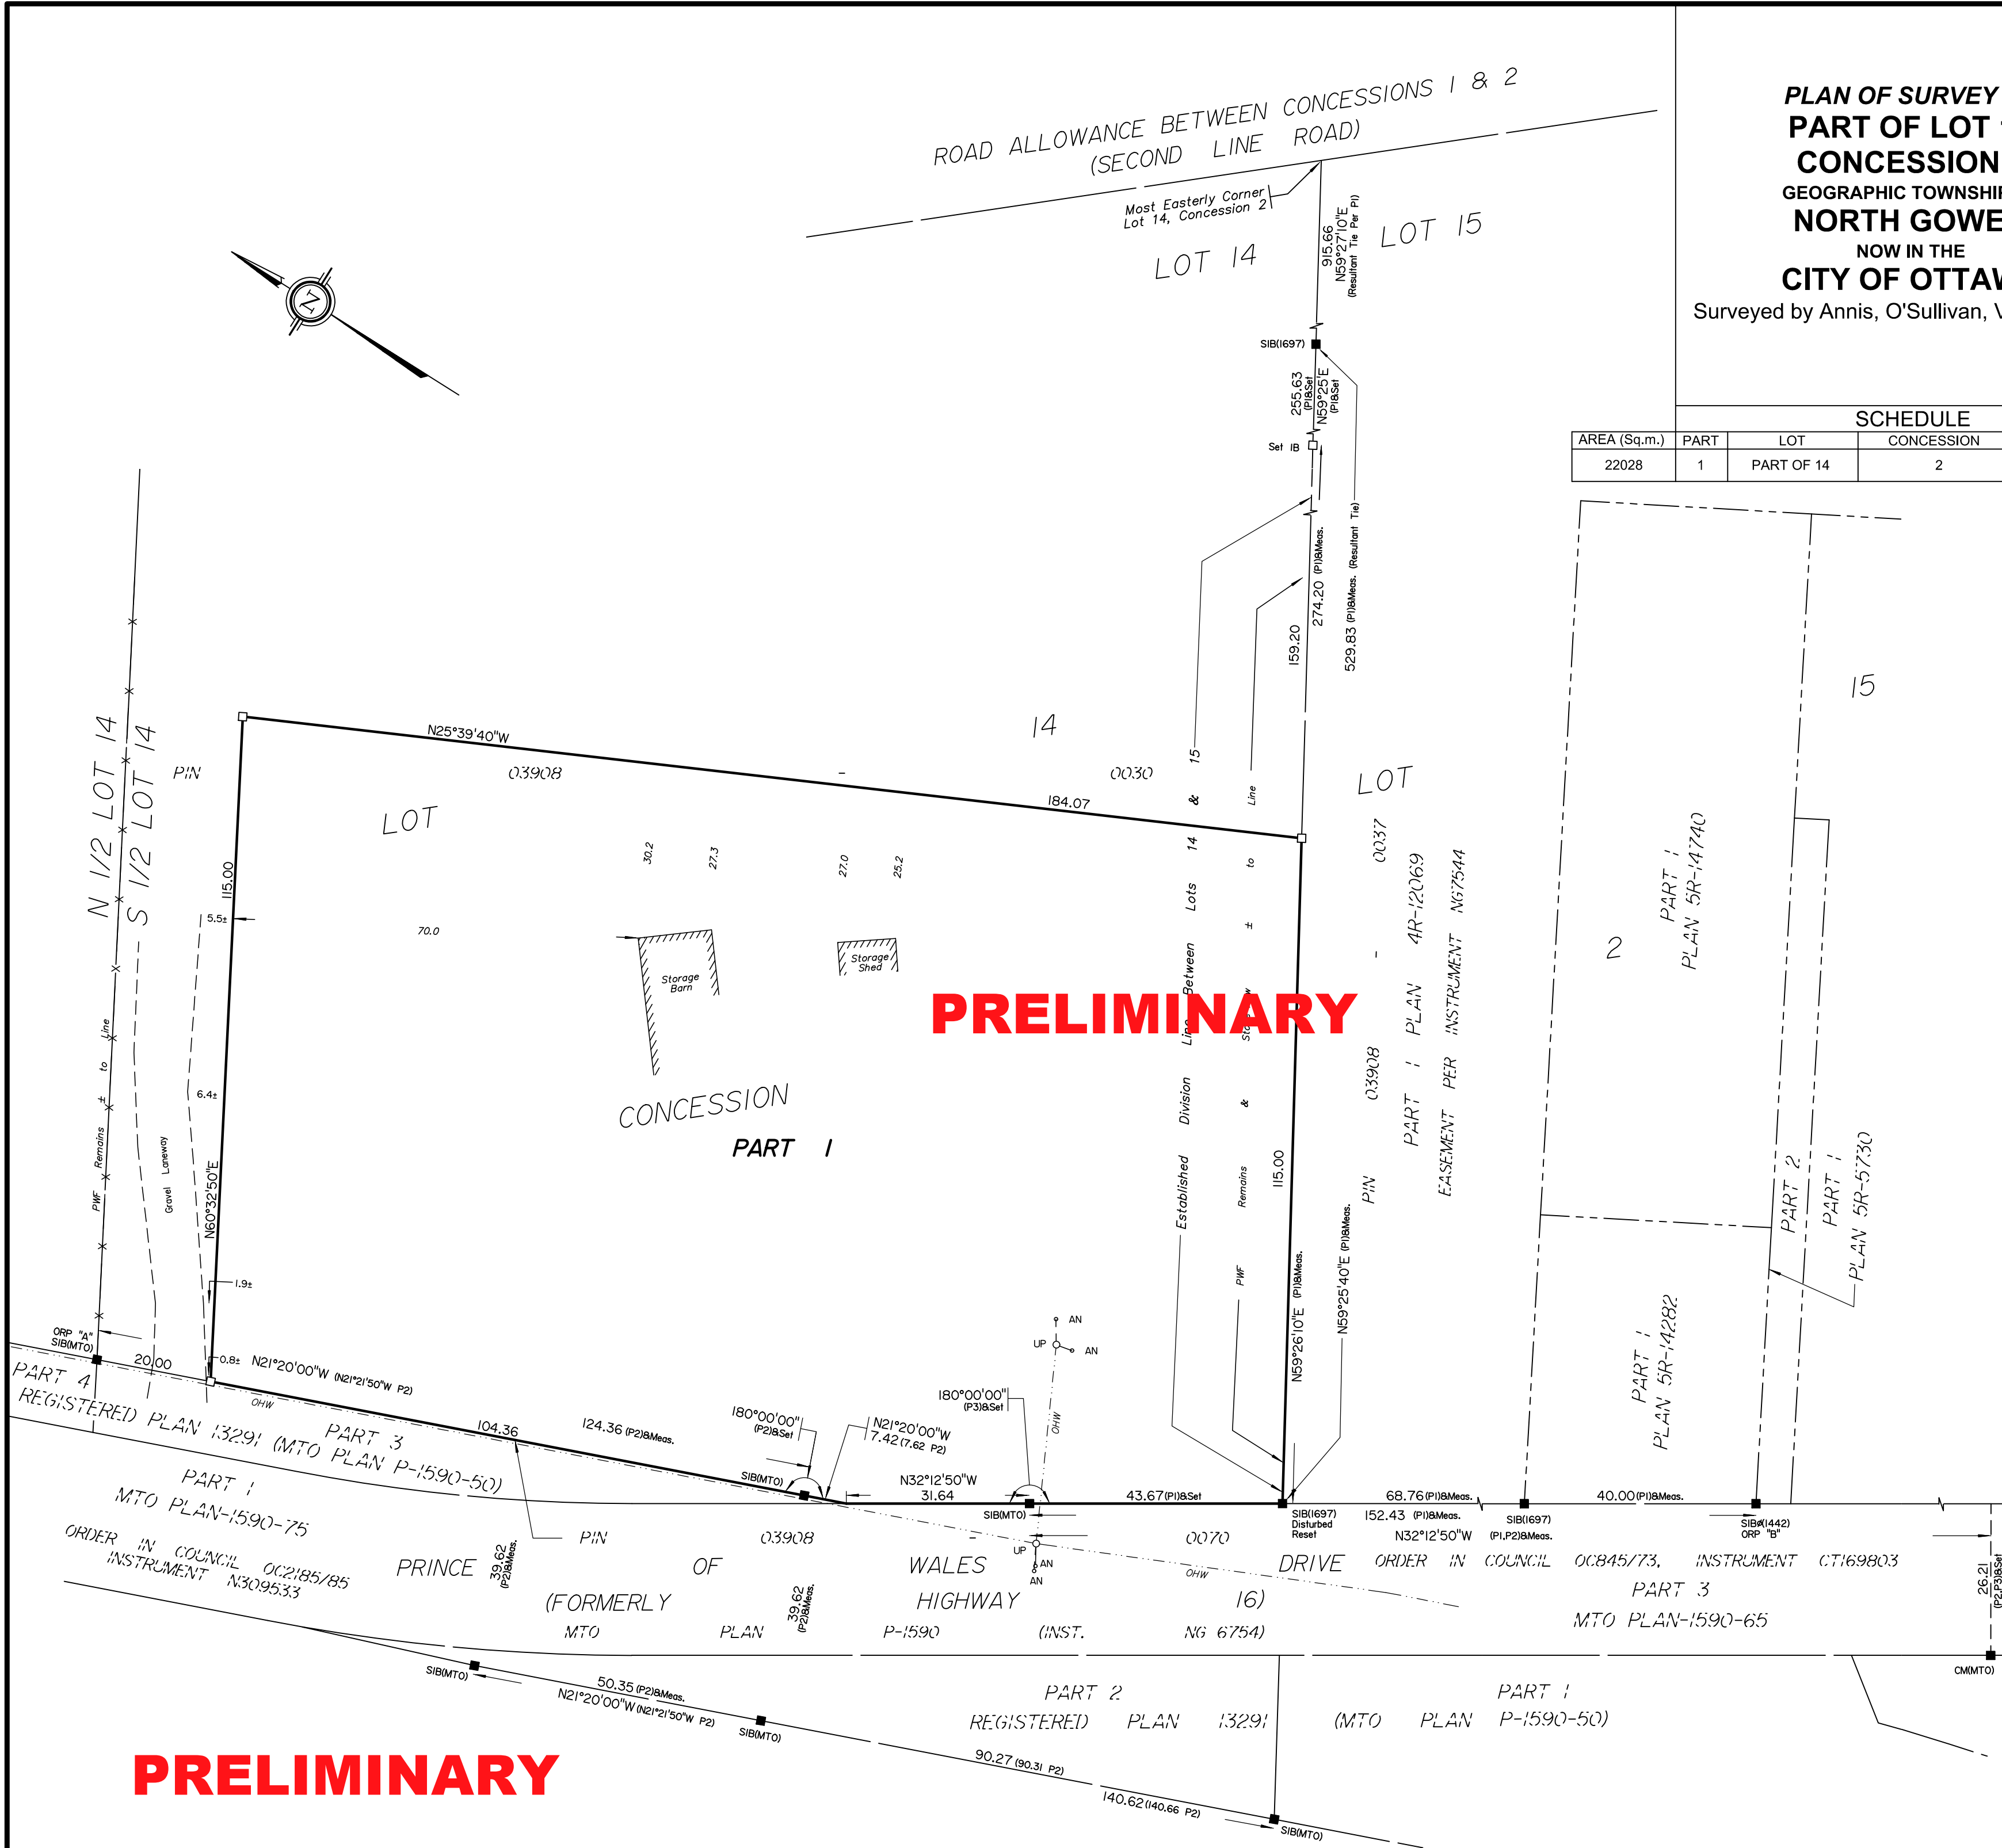 PLAN OF SURVEY
PART OF LOT
CONCESSION
GEOGRAPHIC TOWNSHIP
NORTH GOWE
NOW IN THE
CITY OF OTTAW
Surveyed by Annis, O'Sullivan, V
SCHEDULE
AREA (Sq.m.) PART LOT CONCESSION
22028 1 PART OF 14 2
ROAD ALLOWANCE BETWEEN CONCESSIONS 1 & 2
(SECOND LINE ROAD)
Most Easterly Corner
Lot 14, Concession 2
LOT 14
LOT 15
915.66
N59°27'10"E
(Resultant Tie Per P1)
N
SIB(1697)
255.63
(P1)&Set
N59°25'E
(P1)&Set
Set IB
274.20 (P1)&Meas.
529.83 (P1)&Meas. (Resultant Tie)
159.20
N 1/2 LOT 14
S 1/2 LOT 14
PIN 03908 - 0030
N25°39'40"W
184.07
LOT 14
LOT 15
115.00
5.5±
6.4±
1.9±
0.8±
30.2
27.3
27.0
25.2
70.0
Storage
Barn
Storage
Shed
PRELIMINARY
CONCESSION 2
PART 1
N60°32'50"E
PWF Remains ± to Line
Gravel Laneway
Established Division Line Between Lots 14 & 15
PWF Remains & ± to Line
115.00
N59°26'10"E (P1)&Meas.
N59°25'40"E (P1)&Meas.
PIN 03908 - 0037
PART 1 PLAN 4R-12069
EASEMENT PER INSTRUMENT NG7544
PART 1
PLAN 5R-14740
PART 1
PLAN 5R-14282
PART 2
PART 1
PLAN 5R-5730
ORP "A"
SIB(MTO)
20.00
N21°20'00"W (N21°21'50"W P2)
OHW
104.36
124.36 (P2)&Meas.
180°00'00"
(P2)&Set
SIB(MTO)
N21°20'00"W
7.42 (7.62 P2)
N32°12'50"W
31.64
180°00'00"
(P3)&Set
SIB(MTO)
UP
AN
AN
OHW
43.67 (P1)&Set
SIB(1697)
Disturbed
Reset
68.76 (P1)&Meas.
152.43 (P1)&Meas.
N32°12'50"W (P1,P2)&Meas.
SIB(1697)
40.00 (P1)&Meas.
SIBø(1442)
ORP "B"
PART 4
PART 3
REGISTERED PLAN 13291 (MTO PLAN P-1590-50)
PART 1
MTO PLAN-1590-75
ORDER IN COUNCIL OC2185/85
INSTRUMENT N309533
PIN 03908 - 0070
UP
AN
AN
OHW
PRINCE OF WALES DRIVE
39.62
(P2)&Meas.
(FORMERLY HIGHWAY 16)
39.62
(P2)&Meas.
MTO PLAN P-1590 (INST. NG 6754)
ORDER IN COUNCIL OC845/73, INSTRUMENT CT169803
PART 3
MTO PLAN-1590-65
26.21
(P2,P3)&Set
CM(MTO)
SIB(MTO)
50.35 (P2)&Meas.
N21°20'00"W (N21°21'50"W P2)
SIB(MTO)
PART 2
PART 1
REGISTERED PLAN 13291 (MTO PLAN P-1590-50)
90.27 (90.31 P2)
140.62 (140.66 P2)
SIB(MTO)
PRELIMINARY